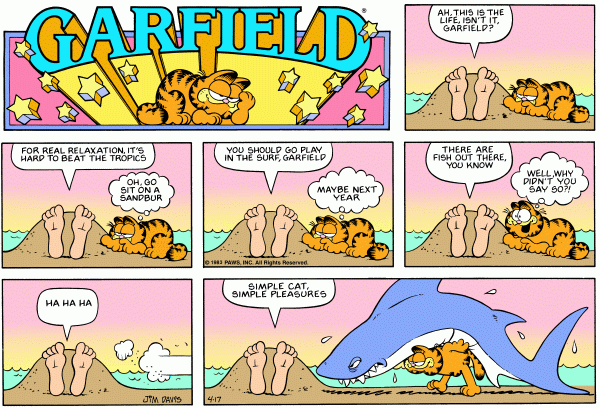 GARFIELD®
AH, THIS IS THE
LIFE, ISN'T IT,
GARFIELD?
FOR REAL RELAXATION, IT'S
HARD TO BEAT THE TROPICS
OH, GO
SIT ON A
SANDBUR
YOU SHOULD GO PLAY
IN THE SURF, GARFIELD
MAYBE NEXT
YEAR
© 1983 PAWS, INC. All Rights Reserved.
THERE ARE
FISH OUT THERE,
YOU KNOW
WELL, WHY
DIDN'T YOU
SAY SO?!
HA HA HA
JIM DAVIS
SIMPLE CAT,
SIMPLE PLEASURES
4-17